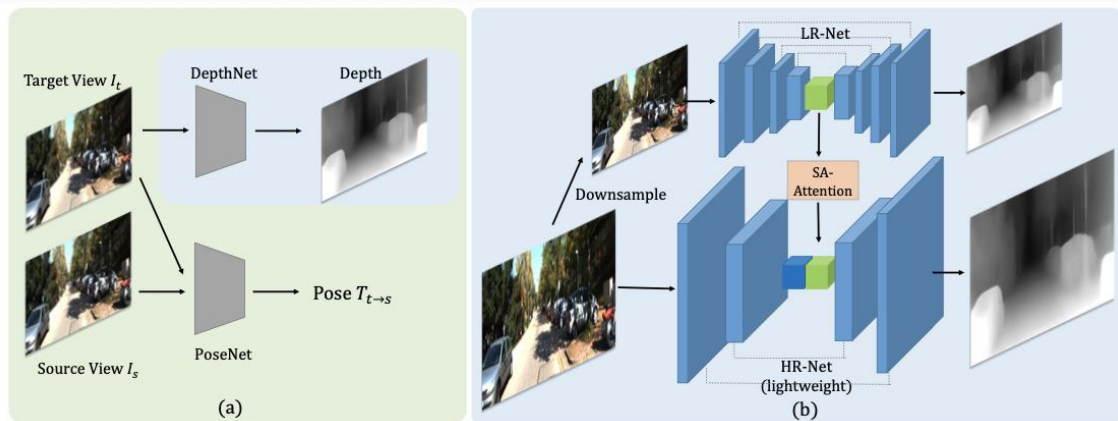 Target View I_t
DepthNet
Depth
Source View I_s
PoseNet
Pose T_{t→s}
(a)
LR-Net
Downsample
SA-
Attention
HR-Net
(lightweight)
(b)